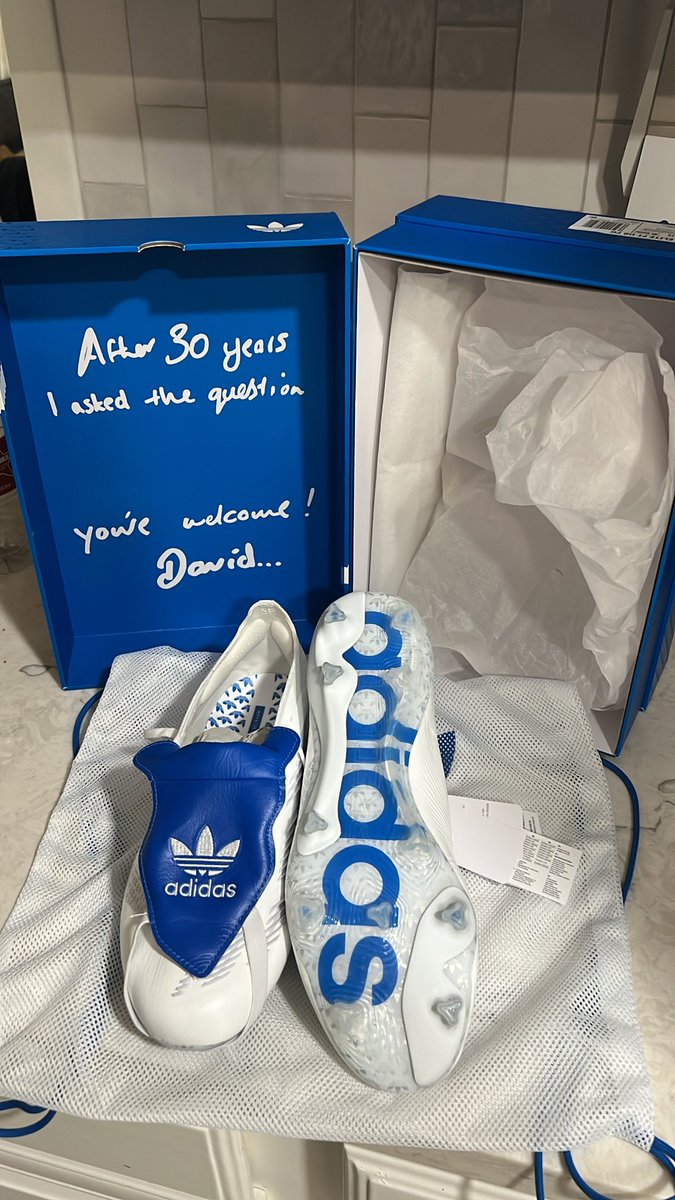 After 30 years
I asked the question
you're welcome!
David...
adidas
adidas